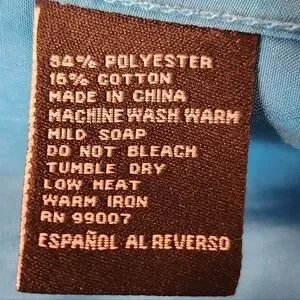 84% POLYESTER
16% COTTON
MADE IN CHINA
MACHINE WASH WARM
MILD SOAP
DO NOT BLEACH
TUMBLE DRY
LOW HEAT
WARM IRON
RN 99007
ESPAÑOL AL REVERSO